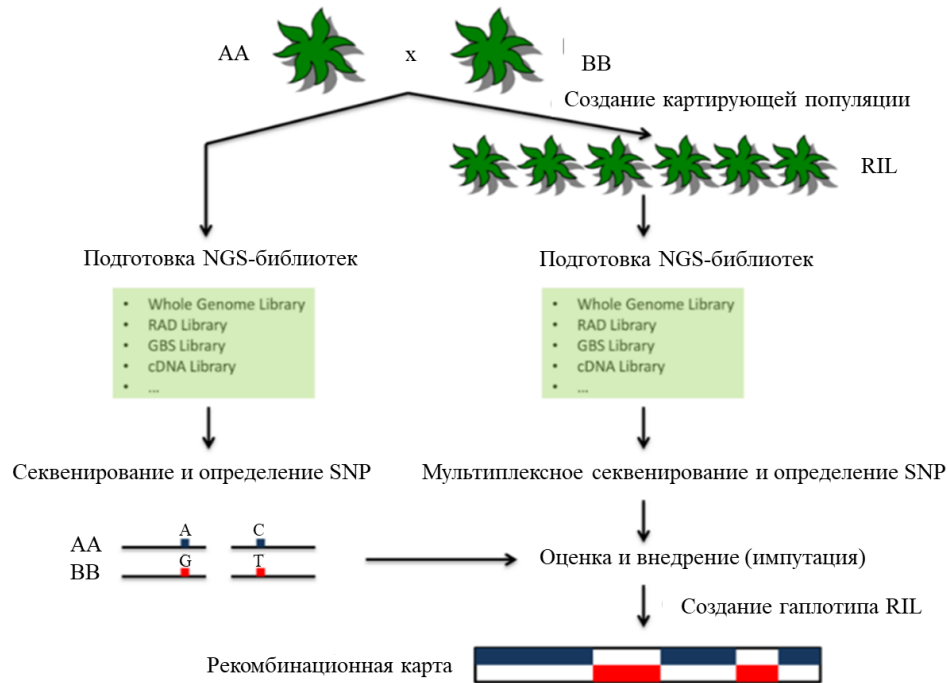 AA
x
BB
Создание картирующей популяции
RIL
Подготовка NGS-библиотек
Подготовка NGS-библиотек
• Whole Genome Library
• RAD Library
• GBS Library
• cDNA Library
• ...
• Whole Genome Library
• RAD Library
• GBS Library
• cDNA Library
• ...
Секвенирование и определение SNP
Мультиплексное секвенирование и определение SNP
A C
AA
G T
BB
Оценка и внедрение (импутация)
Создание гаплотипа RIL
Рекомбинационная карта